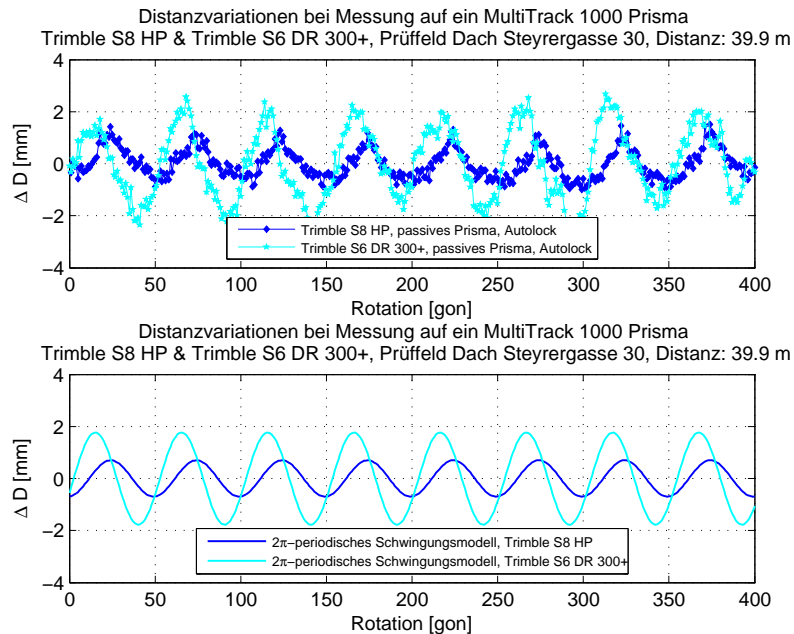 Distanzvariationen bei Messung auf ein MultiTrack 1000 Prisma
Trimble S8 HP & Trimble S6 DR 300+, Prüffeld Dach Steyrergasse 30, Distanz: 39.9 m
4
2
0
−2
−4
Δ D [mm]
Trimble S8 HP, passives Prisma, Autolock
Trimble S6 DR 300+, passives Prisma, Autolock
0 50 100 150 200 250 300 350 400
Rotation [gon]
Distanzvariationen bei Messung auf ein MultiTrack 1000 Prisma
Trimble S8 HP & Trimble S6 DR 300+, Prüffeld Dach Steyrergasse 30, Distanz: 39.9 m
4
2
0
−2
−4
Δ D [mm]
2π−periodisches Schwingungsmodell, Trimble S8 HP
2π−periodisches Schwingungsmodell, Trimble S6 DR 300+
0 50 100 150 200 250 300 350 400
Rotation [gon]